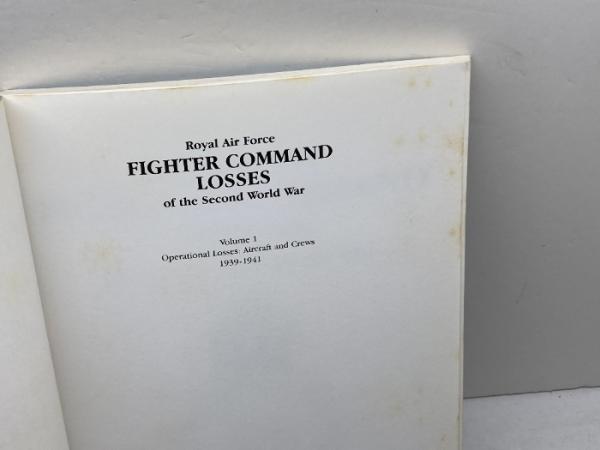 Royal Air Force
FIGHTER COMMAND
LOSSES
of the Second World War
Volume 1
Operational Losses: Aircraft and Crews
1939-1941